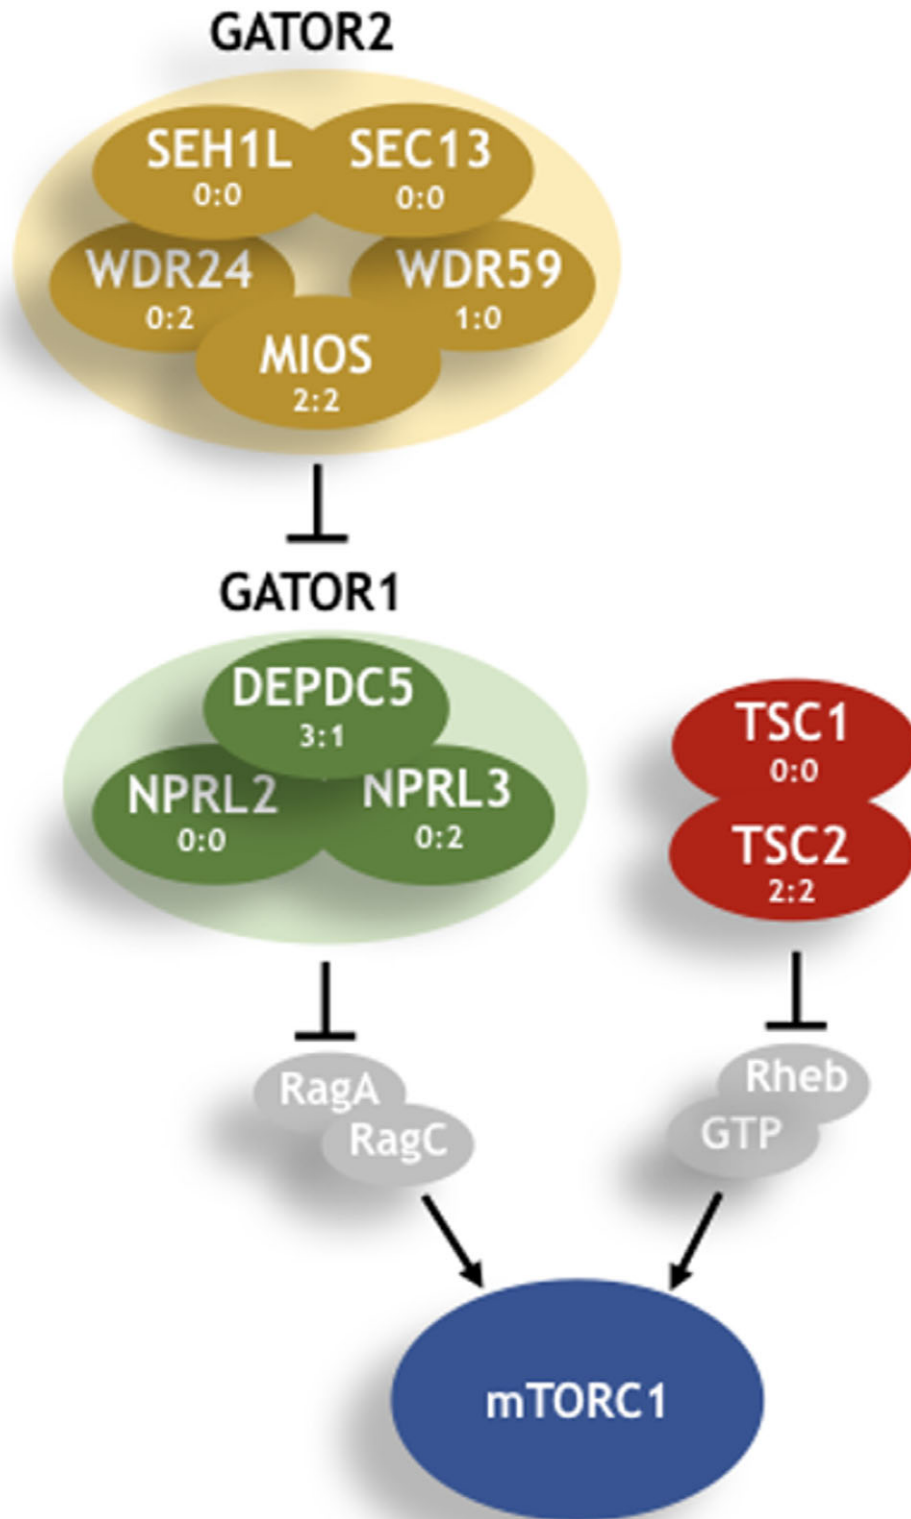 GATOR2
SEH1L
0:0
SEC13
0:0
WDR24
0:2
WDR59
1:0
MIOS
2:2
GATOR1
DEPDC5
3:1
NPRL2
0:0
NPRL3
0:2
TSC1
0:0
TSC2
2:2
RagA
RagC
Rheb
GTP
mTORC1